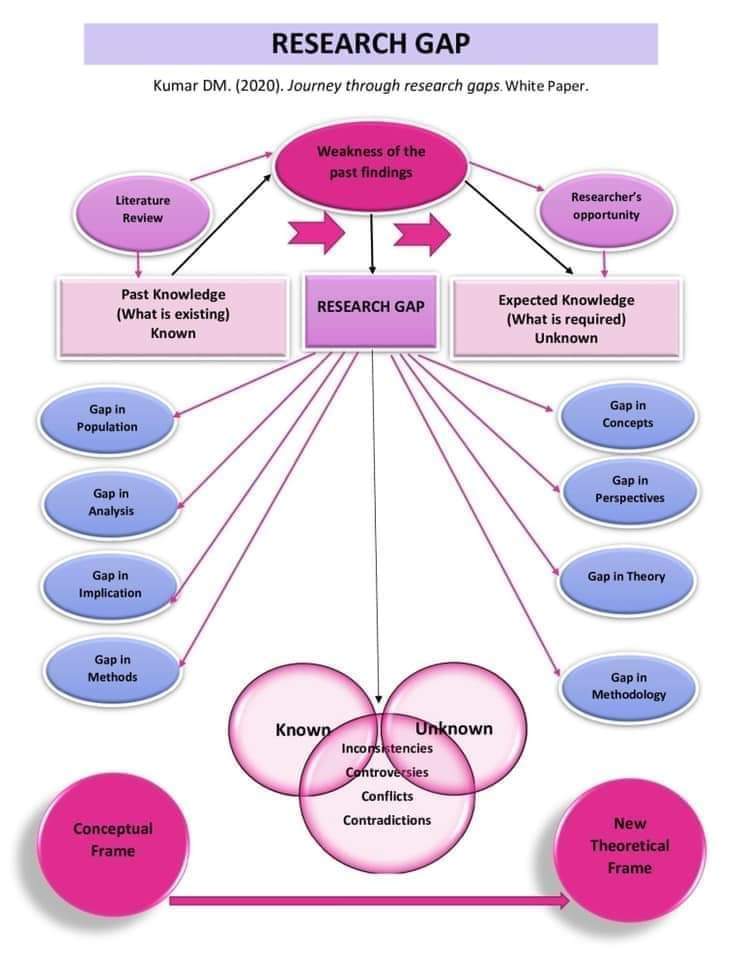 RESEARCH GAP
Kumar DM. (2020). Journey through research gaps. White Paper.
Weakness of the
past findings
Literature
Review
Researcher's
opportunity
Past Knowledge
(What is existing)
Known
RESEARCH GAP
Expected Knowledge
(What is required)
Unknown
Gap in
Population
Gap in
Concepts
Gap in
Analysis
Gap in
Perspectives
Gap in
Implication
Gap in Theory
Gap in
Methods
Gap in
Methodology
Known
Unknown
Inconsistencies
Controversies
Conflicts
Contradictions
Conceptual
Frame
New
Theoretical
Frame